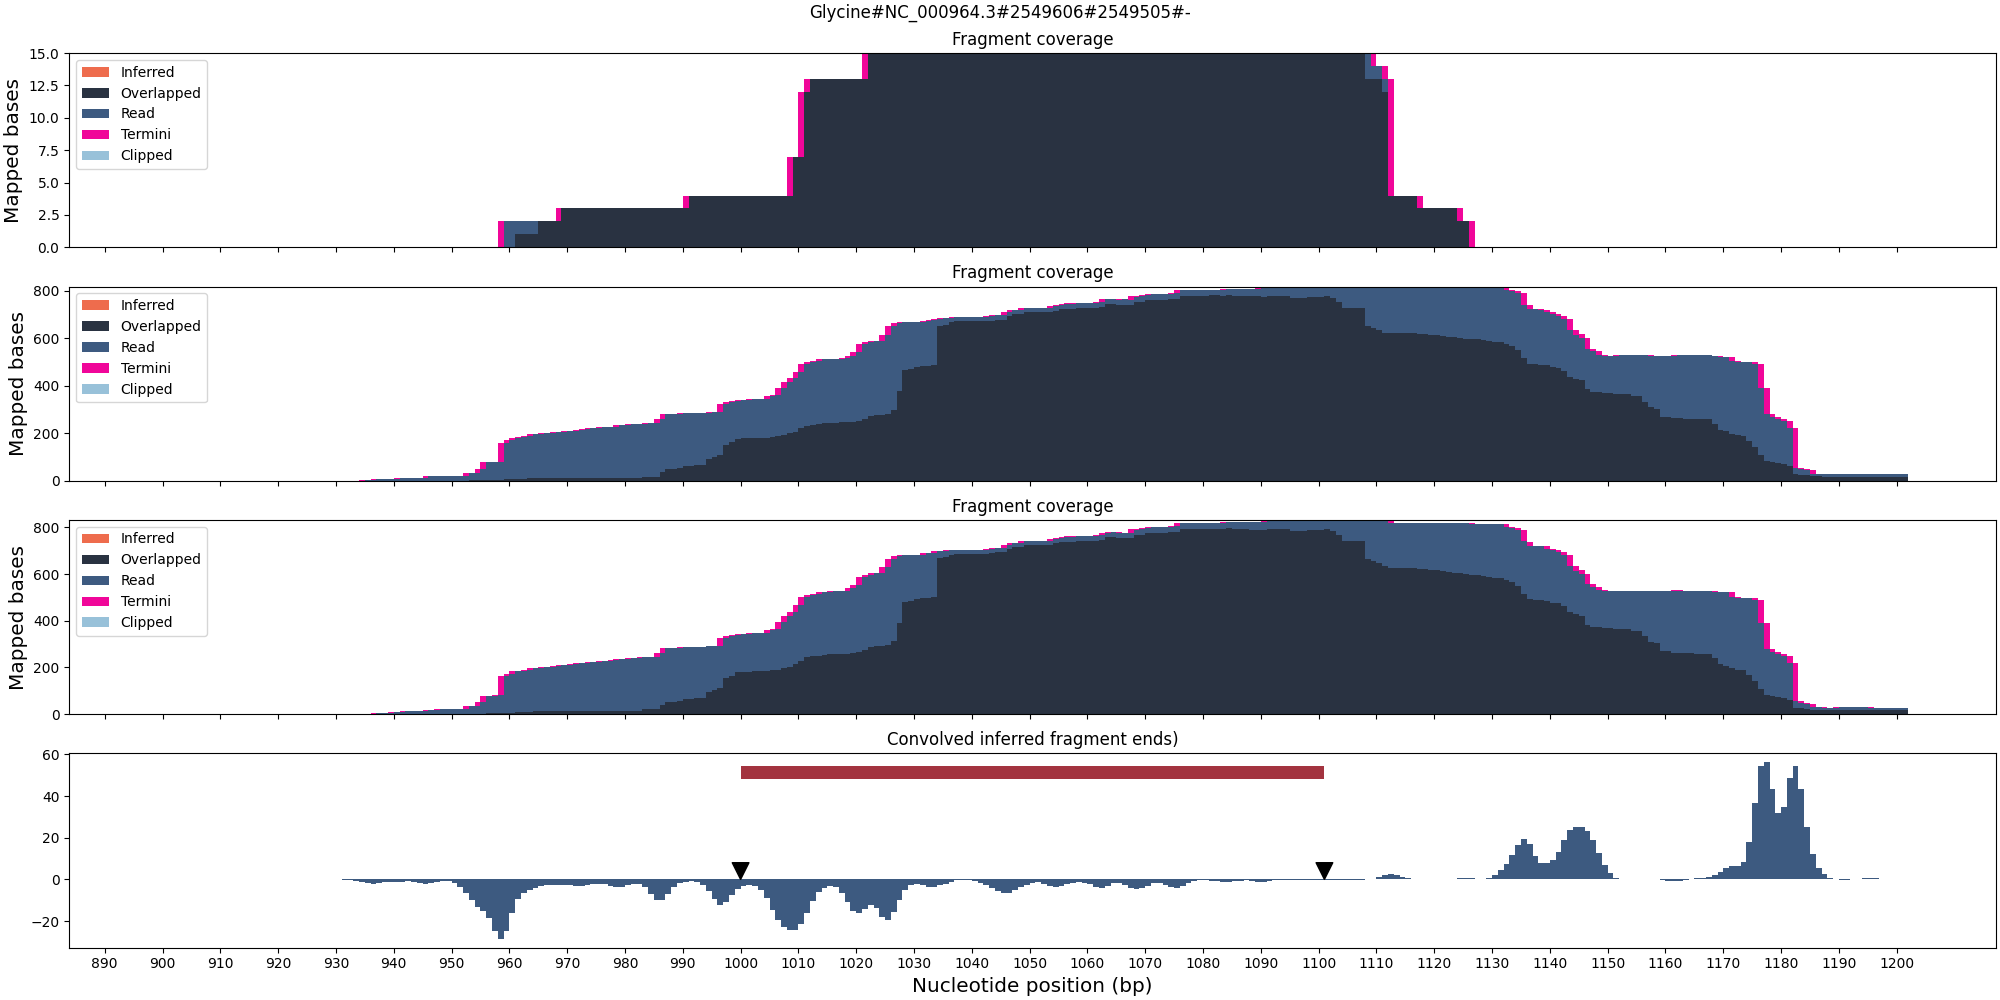 Glycine#NC_000964.3#2549606#2549505#-
Fragment coverage
15.0
12.5
10.0
7.5
5.0
2.5
0.0
Mapped bases
Inferred
Overlapped
Read
Termini
Clipped
Fragment coverage
800
600
400
200
0
Mapped bases
Inferred
Overlapped
Read
Termini
Clipped
Fragment coverage
800
600
400
200
0
Mapped bases
Inferred
Overlapped
Read
Termini
Clipped
Convolved inferred fragment ends)
60
40
20
0
−20
890 900 910 920 930 940 950 960 970 980 990 1000 1010 1020 1030 1040 1050 1060 1070 1080 1090 1100 1110 1120 1130 1140 1150 1160 1170 1180 1190 1200
Nucleotide position (bp)